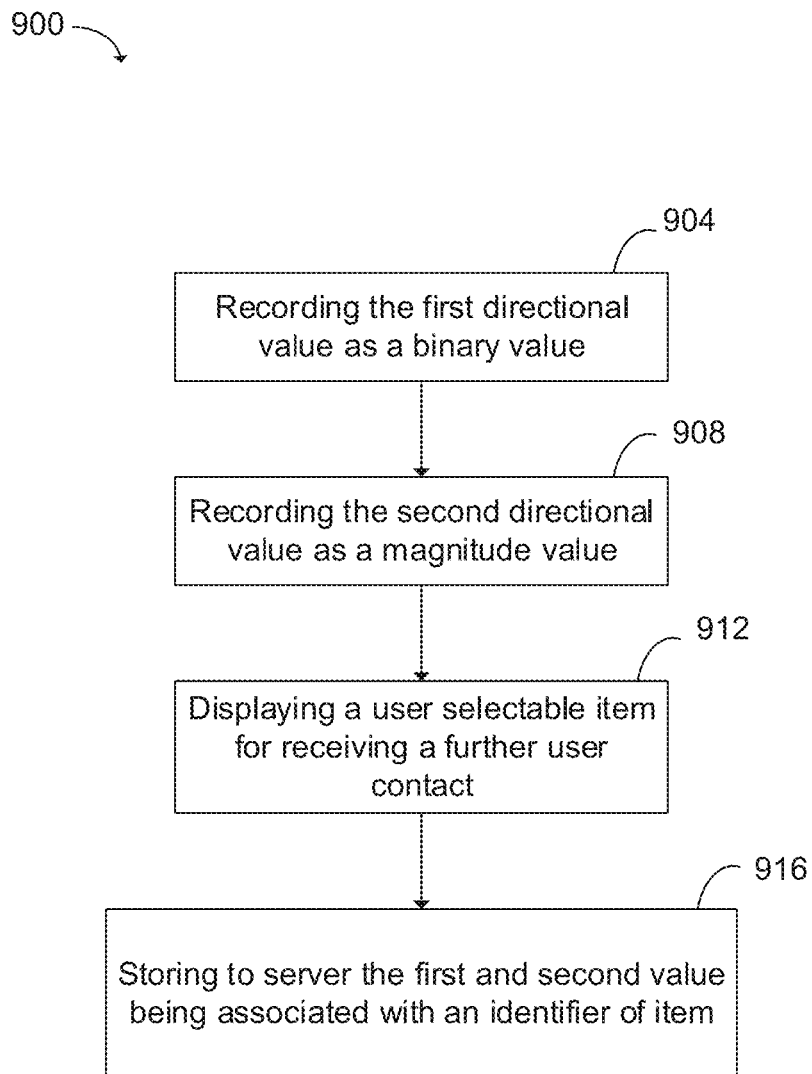 900
904
Recording the first directional
value as a binary value
908
Recording the second directional
value as a magnitude value
912
Displaying a user selectable item
for receiving a further user
contact
916
Storing to server the first and second value
being associated with an identifier of item